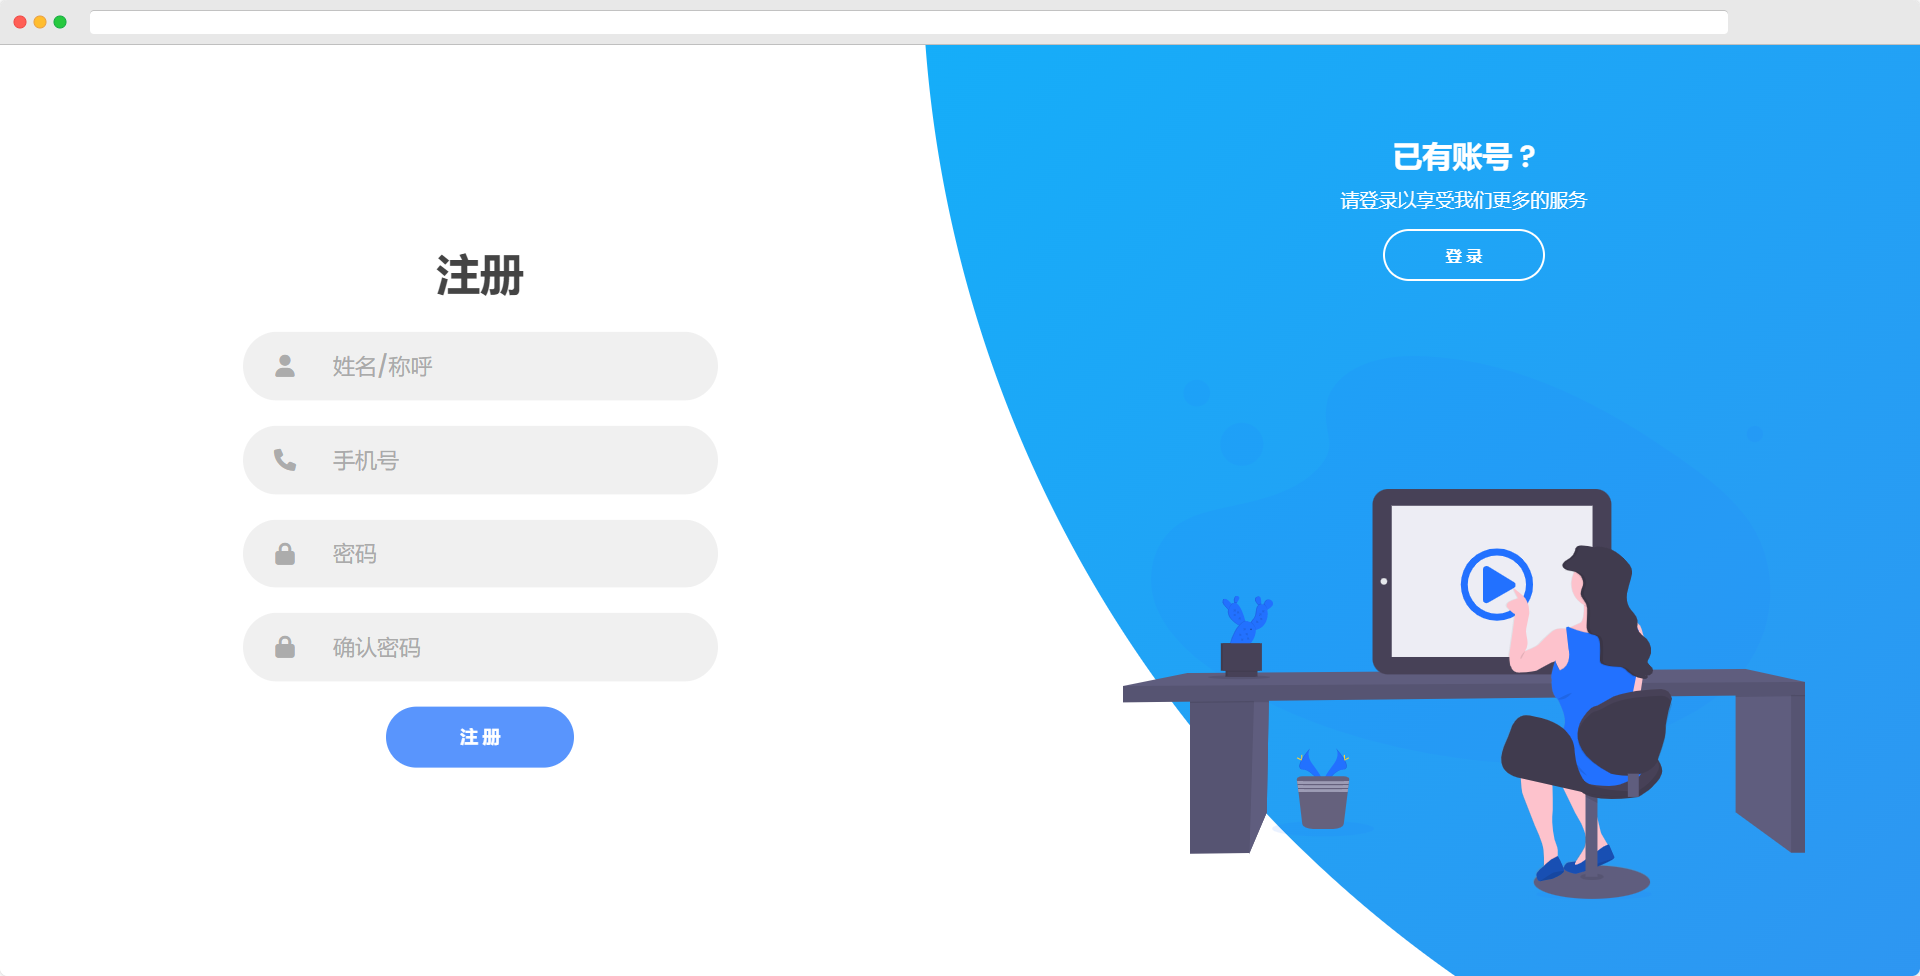 注册
姓名/称呼
手机号
密码
确认密码
注册
已有账号？
请登录以享受我们更多的服务
登录